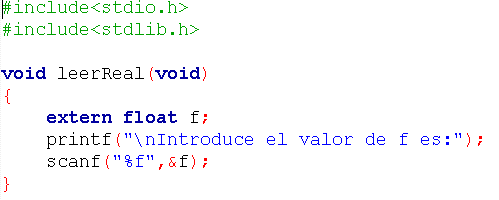 #include<stdio.h>
#include<stdlib.h>
void leerReal(void)
{
extern float f;
printf("\nIntroduce el valor de f es:");
scanf("%f",&f);
}